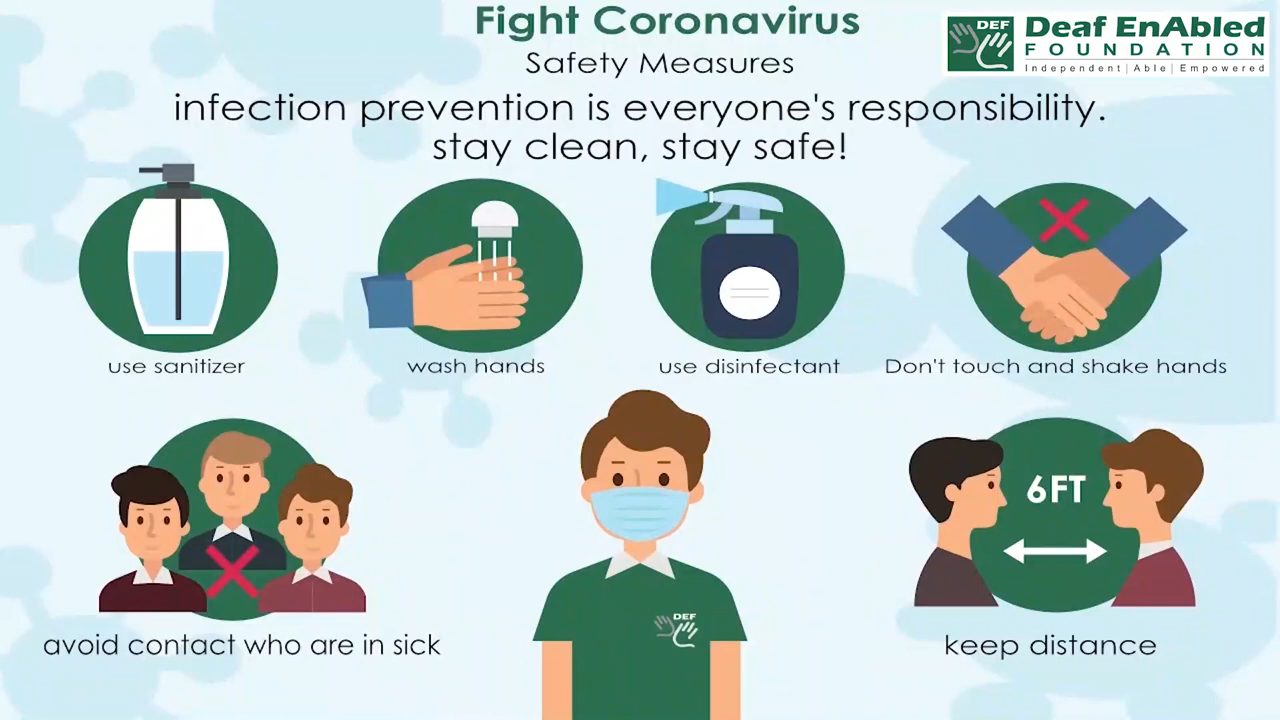 Fight Coronavirus
Safety Measures
DEF
Deaf EnAbled
FOUNDATION
Independent | Able | Empowered
infection prevention is everyone's responsibility.
stay clean, stay safe!
use sanitizer
wash hands
use disinfectant
Don't touch and shake hands
6FT
DEF
avoid contact who are in sick
keep distance